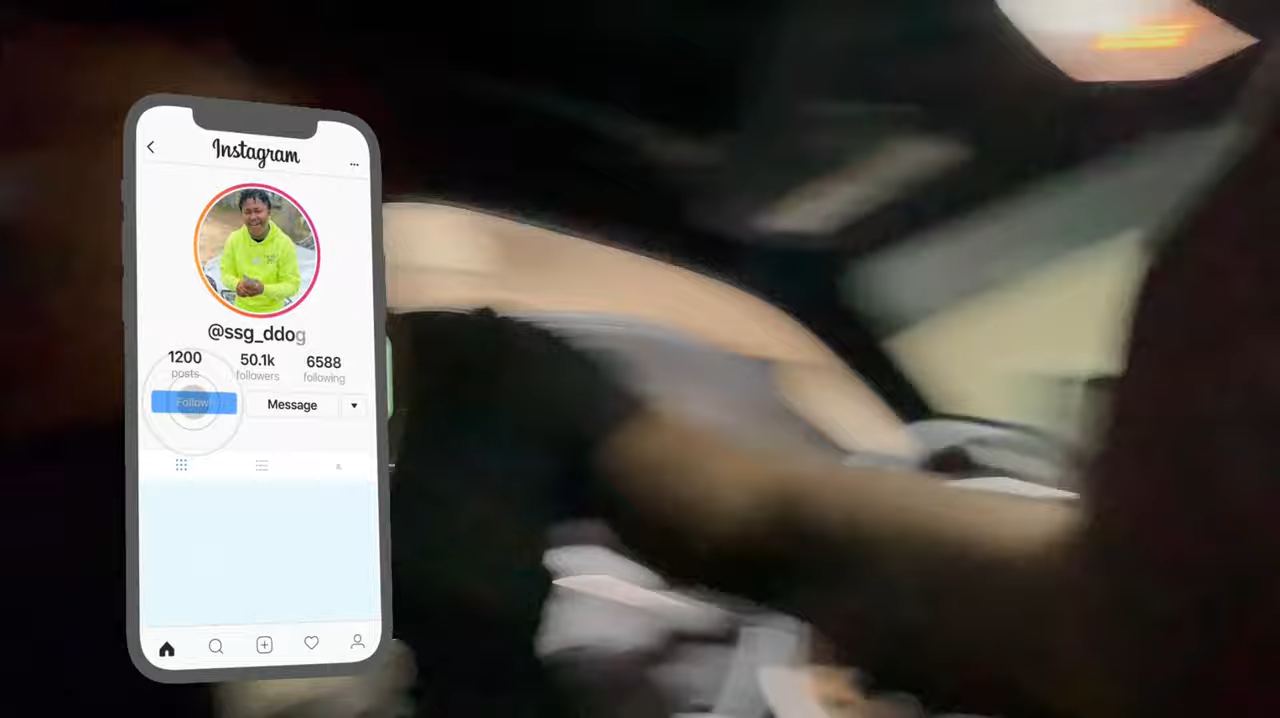 Instagram
@ssg_ddog
1200 50.1k 6588
posts followers following
Follow Message